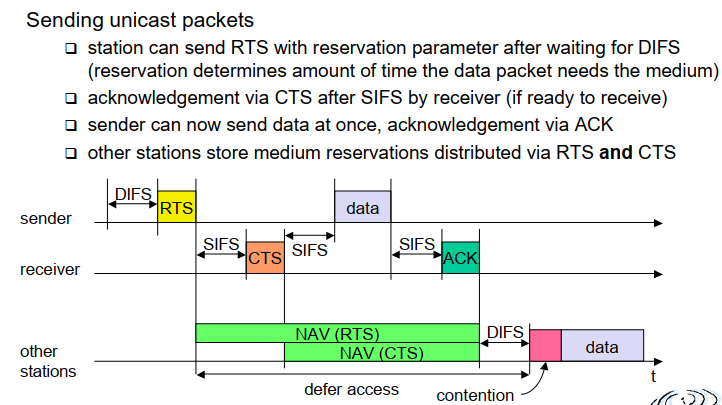 Sending unicast packets
❑ station can send RTS with reservation parameter after waiting for DIFS
(reservation determines amount of time the data packet needs the medium)
❑ acknowledgement via CTS after SIFS by receiver (if ready to receive)
❑ sender can now send data at once, acknowledgement via ACK
❑ other stations store medium reservations distributed via RTS and CTS
DIFS
RTS
data
sender
SIFS
CTS
SIFS
SIFS
ACK
receiver
NAV (RTS)
DIFS
NAV (CTS)
data
other
stations
t
defer access
contention